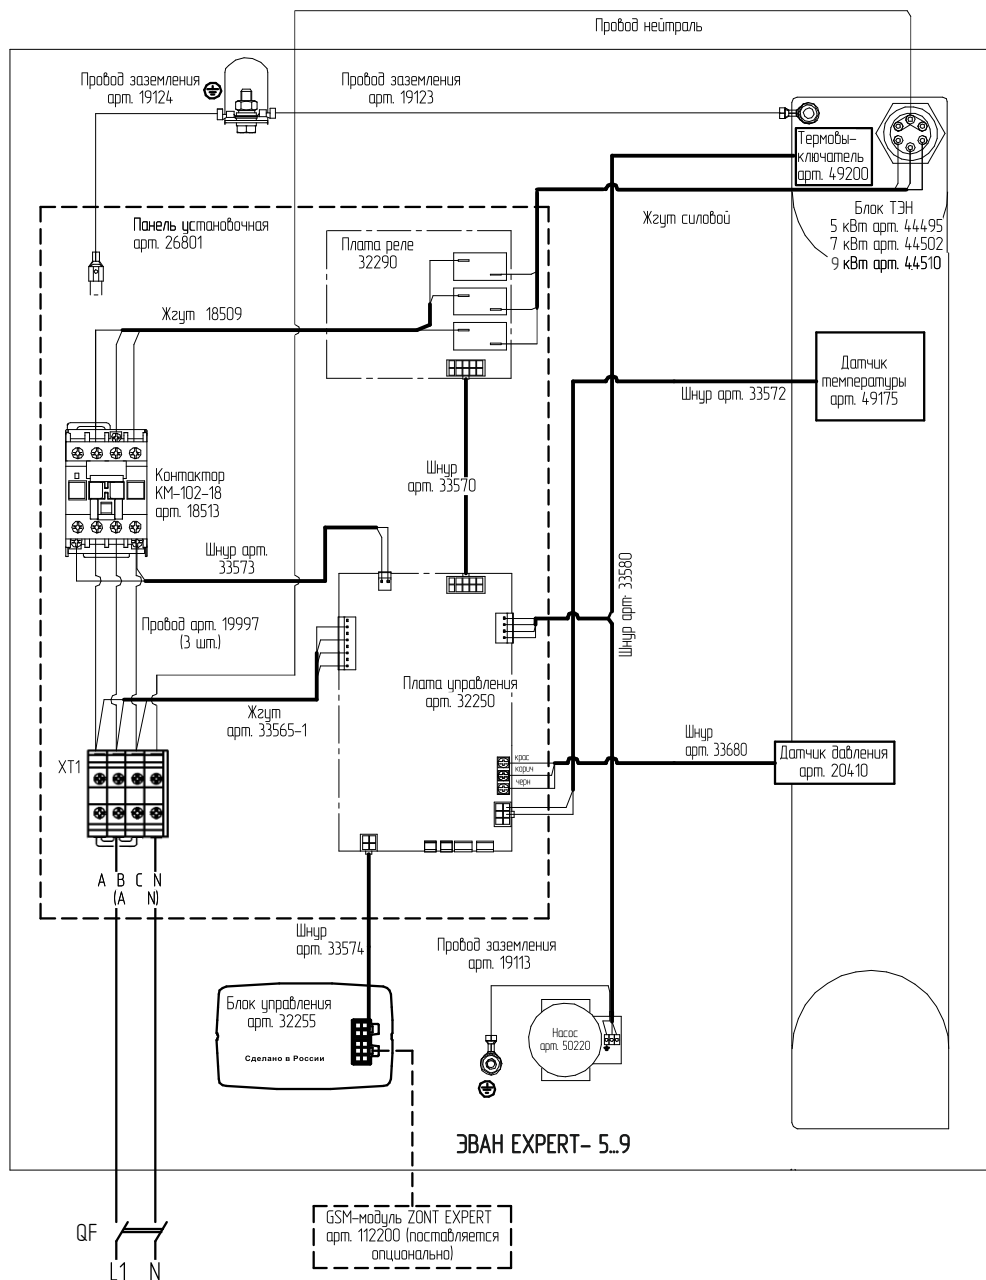 Провод нейтраль
Провод заземления
арт. 19124
Провод заземления
арт. 19123
Термовы-
ключатель
арт. 49200
Панель установочная
арт. 26801
Плата реле
32290
Жгут силовой
Блок ТЭН
5 кВт арт. 44495
7 кВт арт. 44502
9 кВт арт. 44510
Жгут 18509
Датчик
температуры
арт. 49175
Шнур арт. 33572
Контактор
КМ-102-18
арт. 18513
Шнур
арт. 33570
Шнур арт.
33573
Шнур арт. 33580
Провод арт. 19997
(3 шт.)
Плата управления
арт. 32250
Жгут
арт. 33565-1
XT1
крас
корич
черн
Шнур
арт. 33680
Датчик давления
арт. 20410
A B C N
(A N)
Шнур
арт. 33574
Провод заземления
арт. 19113
Блок управления
арт. 32255
Сделано в России
Насос
арт. 50220
ЭВАН EXPERT- 5...9
GSM-модуль ZONT EXPERT
арт. 112200 (поставляется
опционально)
QF
L1 N